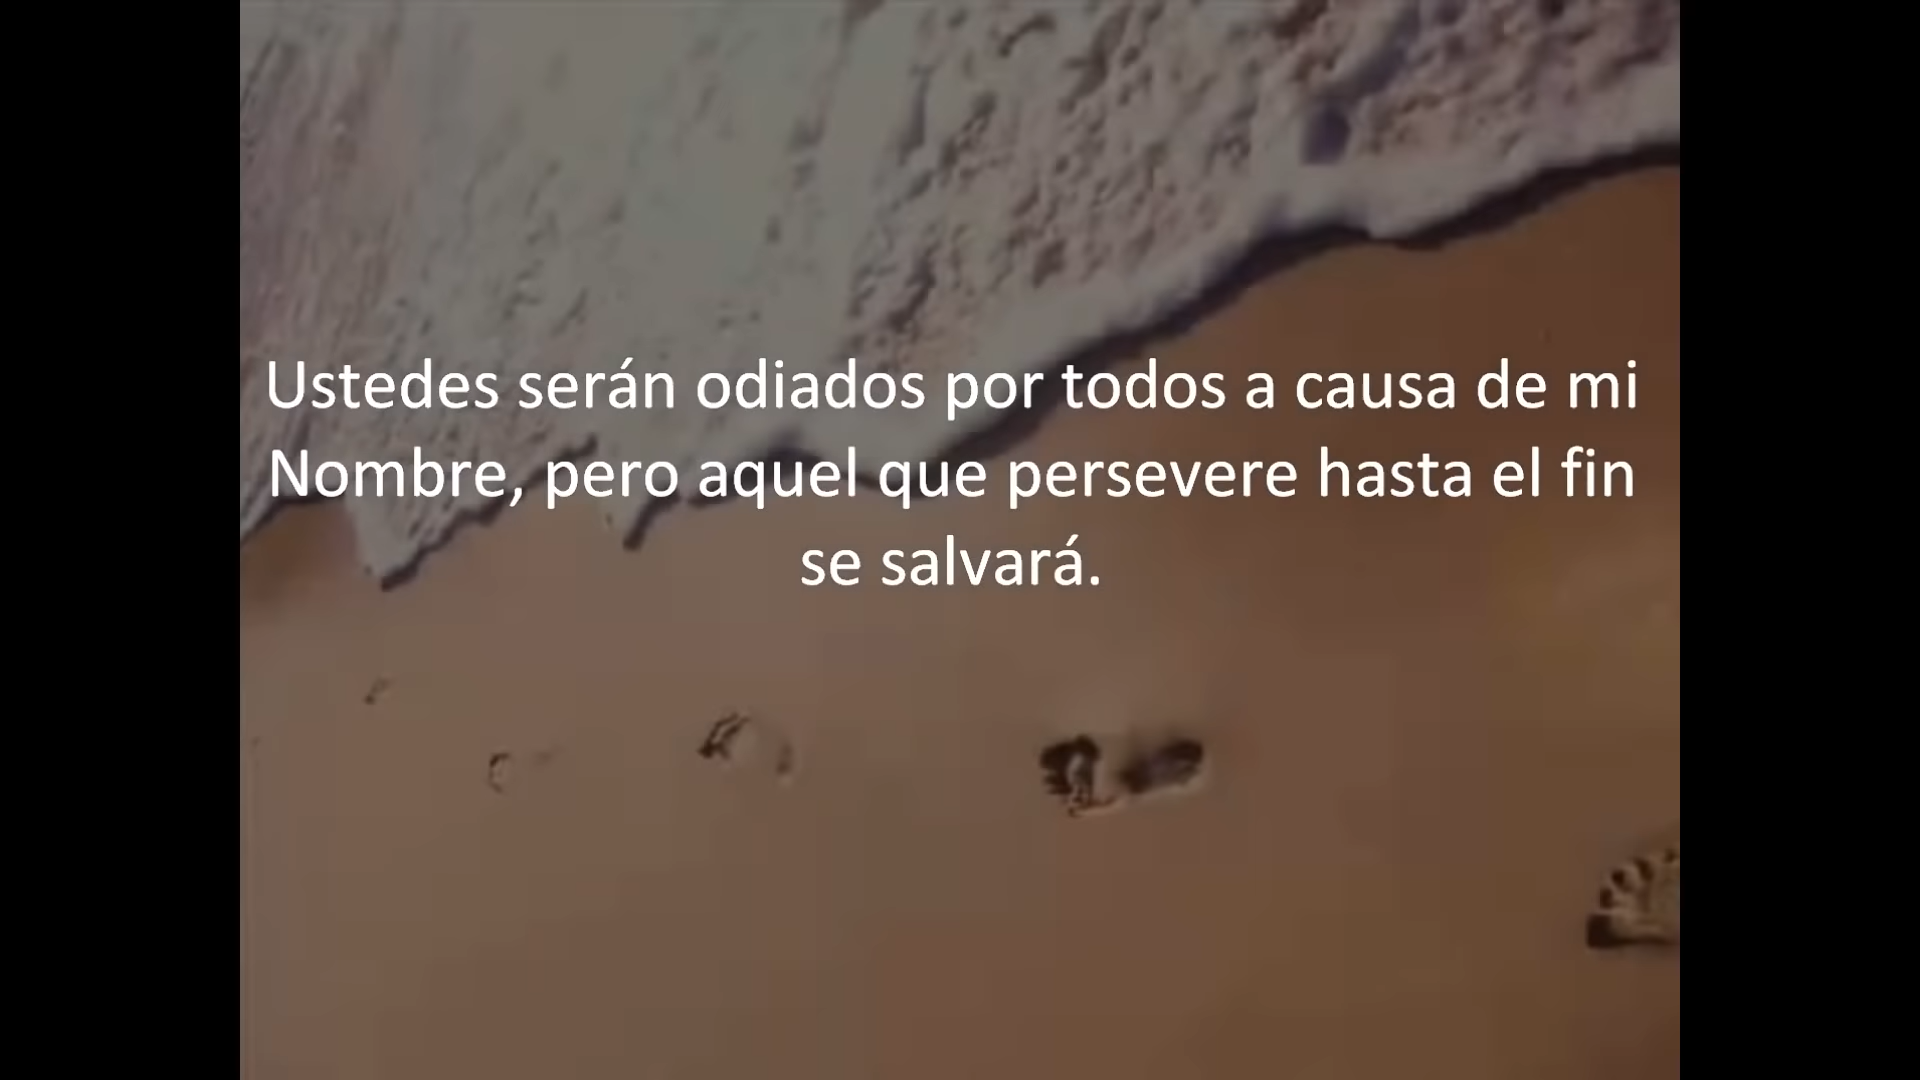 Ustedes serán odiados por todos a causa de mi
Nombre, pero aquel que persevere hasta el fin
se salvará.